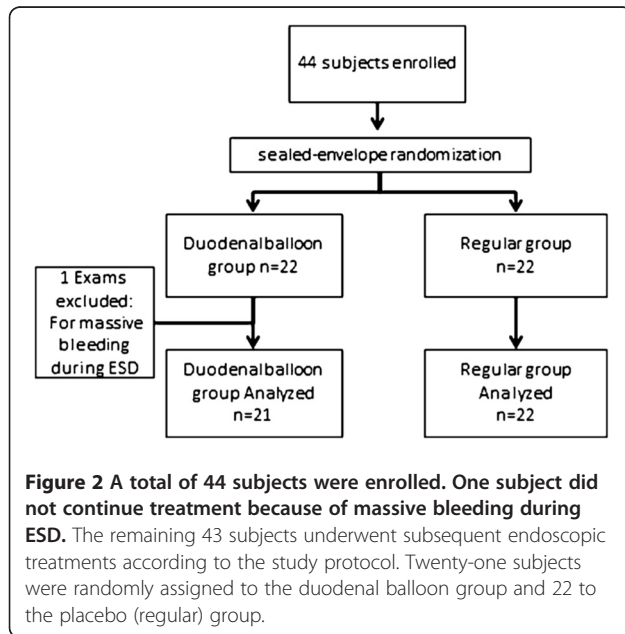 44 subjects enrolled
sealed-envelope randomization
Duodenal balloon
group n=22
Regular group
n=22
1 Exams
excluded:
For massive
bleeding
during ESD
Duodenal balloon
group Analyzed
n=21
Regular group
Analyzed
n=22
Figure 2 A total of 44 subjects were enrolled. One subject did
not continue treatment because of massive bleeding during
ESD. The remaining 43 subjects underwent subsequent endoscopic
treatments according to the study protocol. Twenty-one subjects
were randomly assigned to the duodenal balloon group and 22 to
the placebo (regular) group.